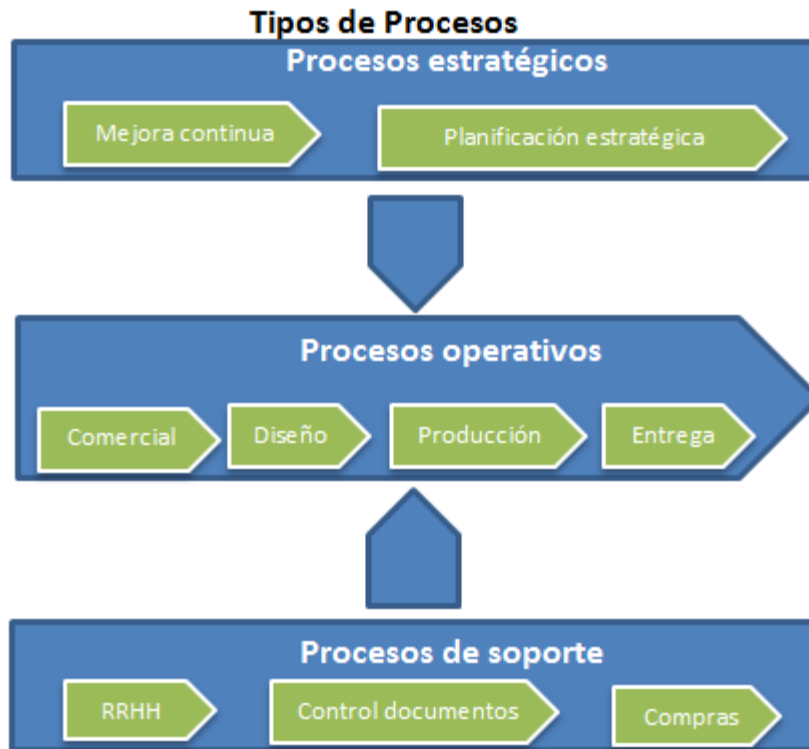 Tipos de Procesos
Procesos estratégicos
Mejora continua
Planificación estratégica
Procesos operativos
Comercial
Diseño
Producción
Entrega
Procesos de soporte
RRHH
Control documentos
Compras